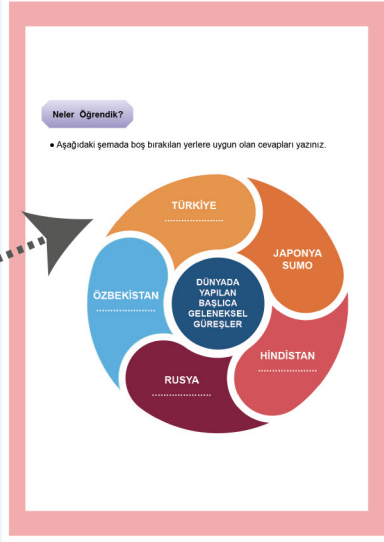 Neler Öğrendik?
● Aşağıdaki şemada boş bırakılan yerlere uygun olan cevapları yazınız.
TÜRKİYE
........................
JAPONYA
SUMO
ÖZBEKİSTAN
........................
DÜNYADA
YAPILAN
BAŞLICA
GELENEKSEL
GÜREŞLER
HİNDİSTAN
........................
RUSYA
........................